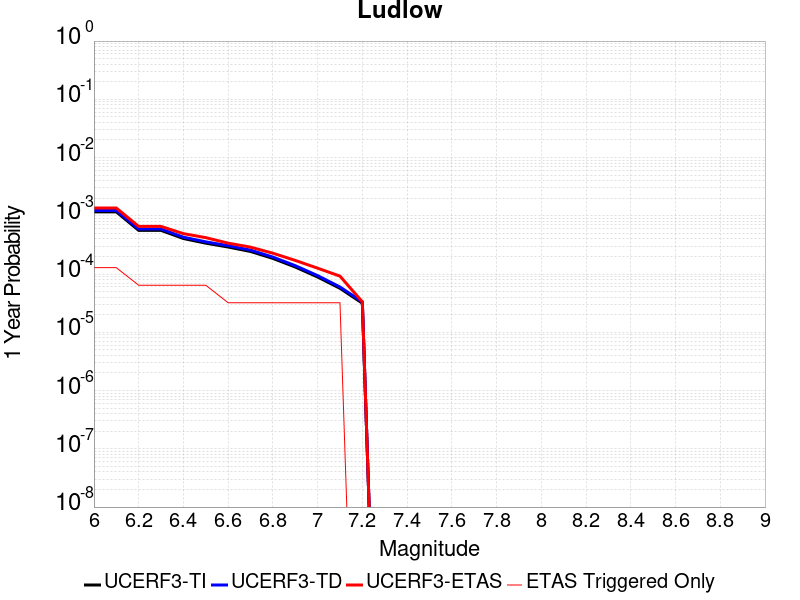 Ludlow
10^0
10^-1
10^-2
10^-3
10^-4
10^-5
10^-6
10^-7
10^-8
1 Year Probability
6 6.2 6.4 6.6 6.8 7 7.2 7.4 7.6 7.8 8 8.2 8.4 8.6 8.8 9
Magnitude
UCERF3-TI UCERF3-TD UCERF3-ETAS ETAS Triggered Only